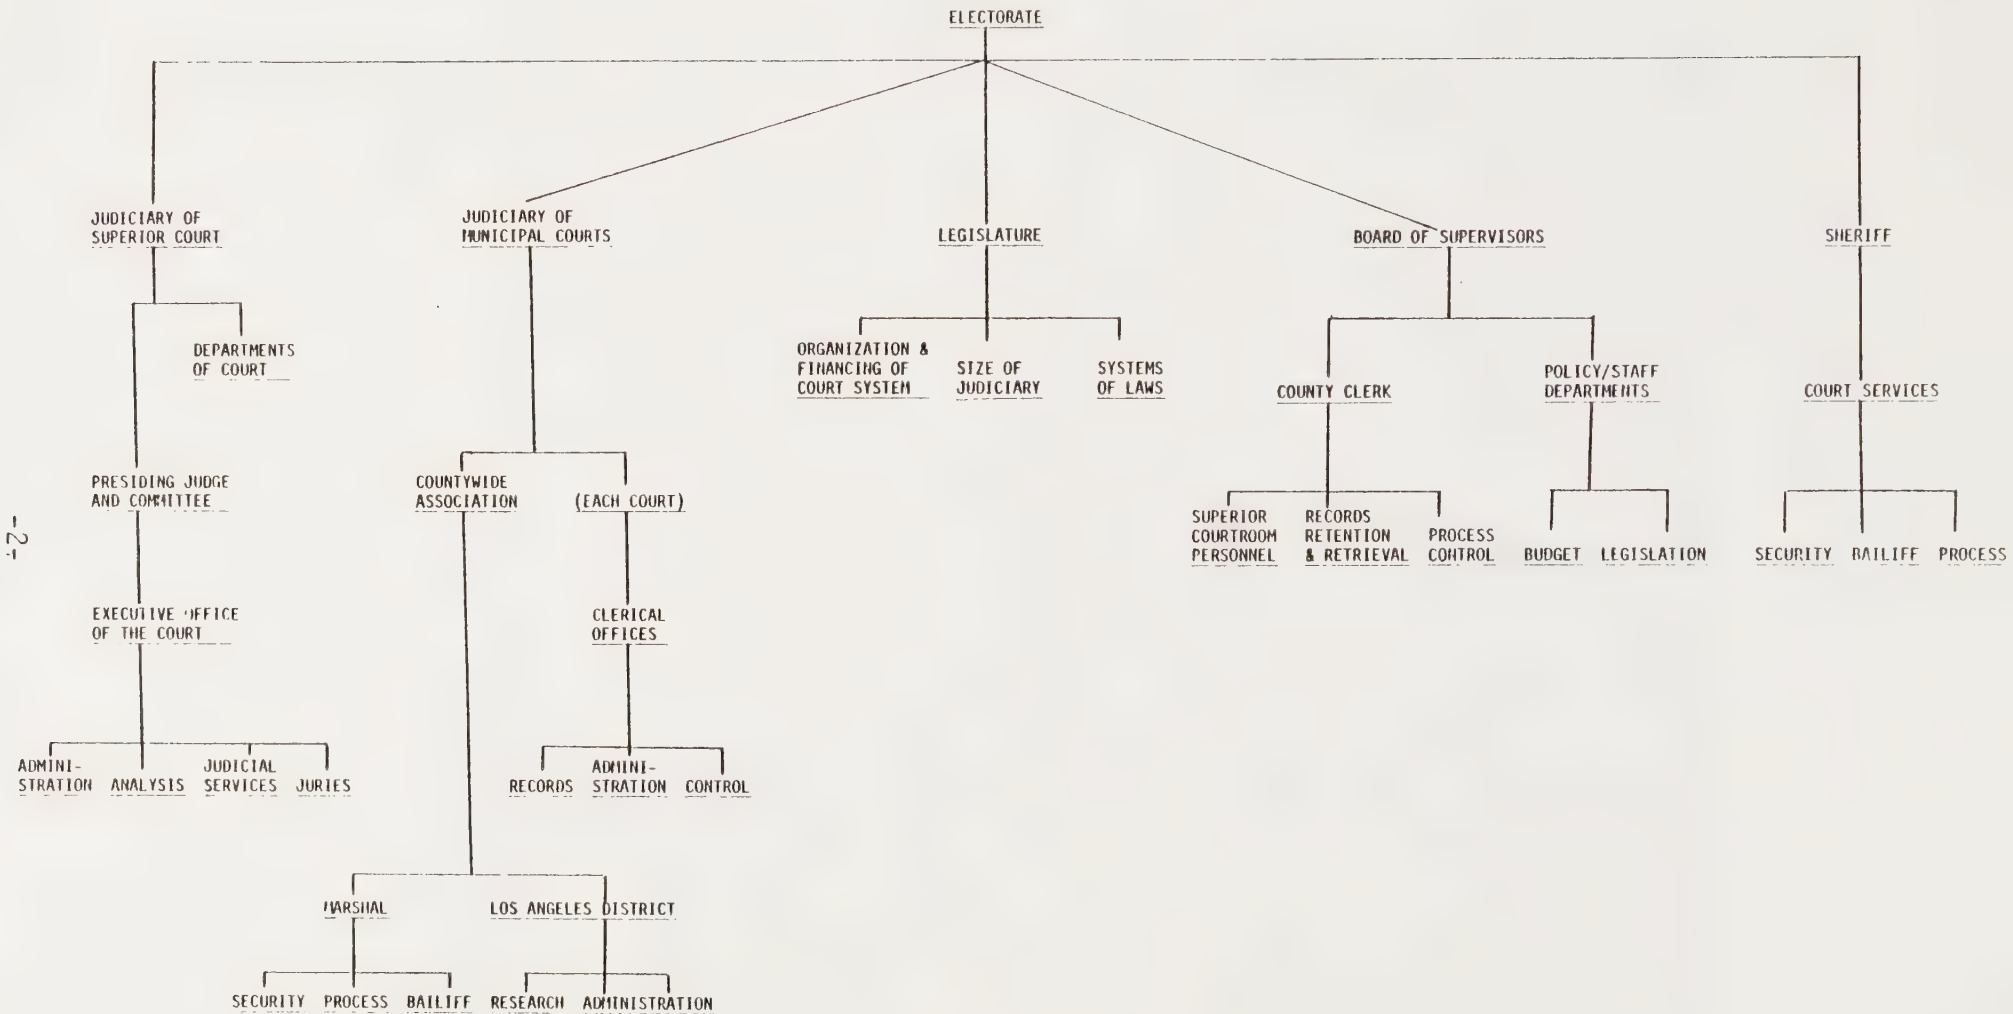 ELECTORATE
JUDICIARY OF
SUPERIOR COURT
JUDICIARY OF
MUNICIPAL COURTS
LEGISLATURE
BOARD OF SUPERVISORS
SHERIFF
DEPARTMENTS
OF COURT
ORGANIZATION &
FINANCING OF
COURT SYSTEM
SIZE OF
JUDICIARY
SYSTEMS
OF LAWS
COUNTY CLERK
POLICY/STAFF
DEPARTMENTS
COURT SERVICES
PRESIDING JUDGE
AND COMMITTEE
COUNTYWIDE
ASSOCIATION
(EACH COURT)
SUPERIOR
COURTROOM
PERSONNEL
RECORDS
RETENTION
& RETRIEVAL
PROCESS
CONTROL
BUDGET
LEGISLATION
SECURITY
BAILIFF
PROCESS
-2-
EXECUTIVE OFFICE
OF THE COURT
CLERICAL
OFFICES
ADMINI-
STRATION
ANALYSIS
JUDICIAL
SERVICES
JURIES
RECORDS
ADMINI-
STRATION
CONTROL
MARSHAL
LOS ANGELES DISTRICT
SECURITY
PROCESS
BAILIFF
RESEARCH
ADMINISTRATION